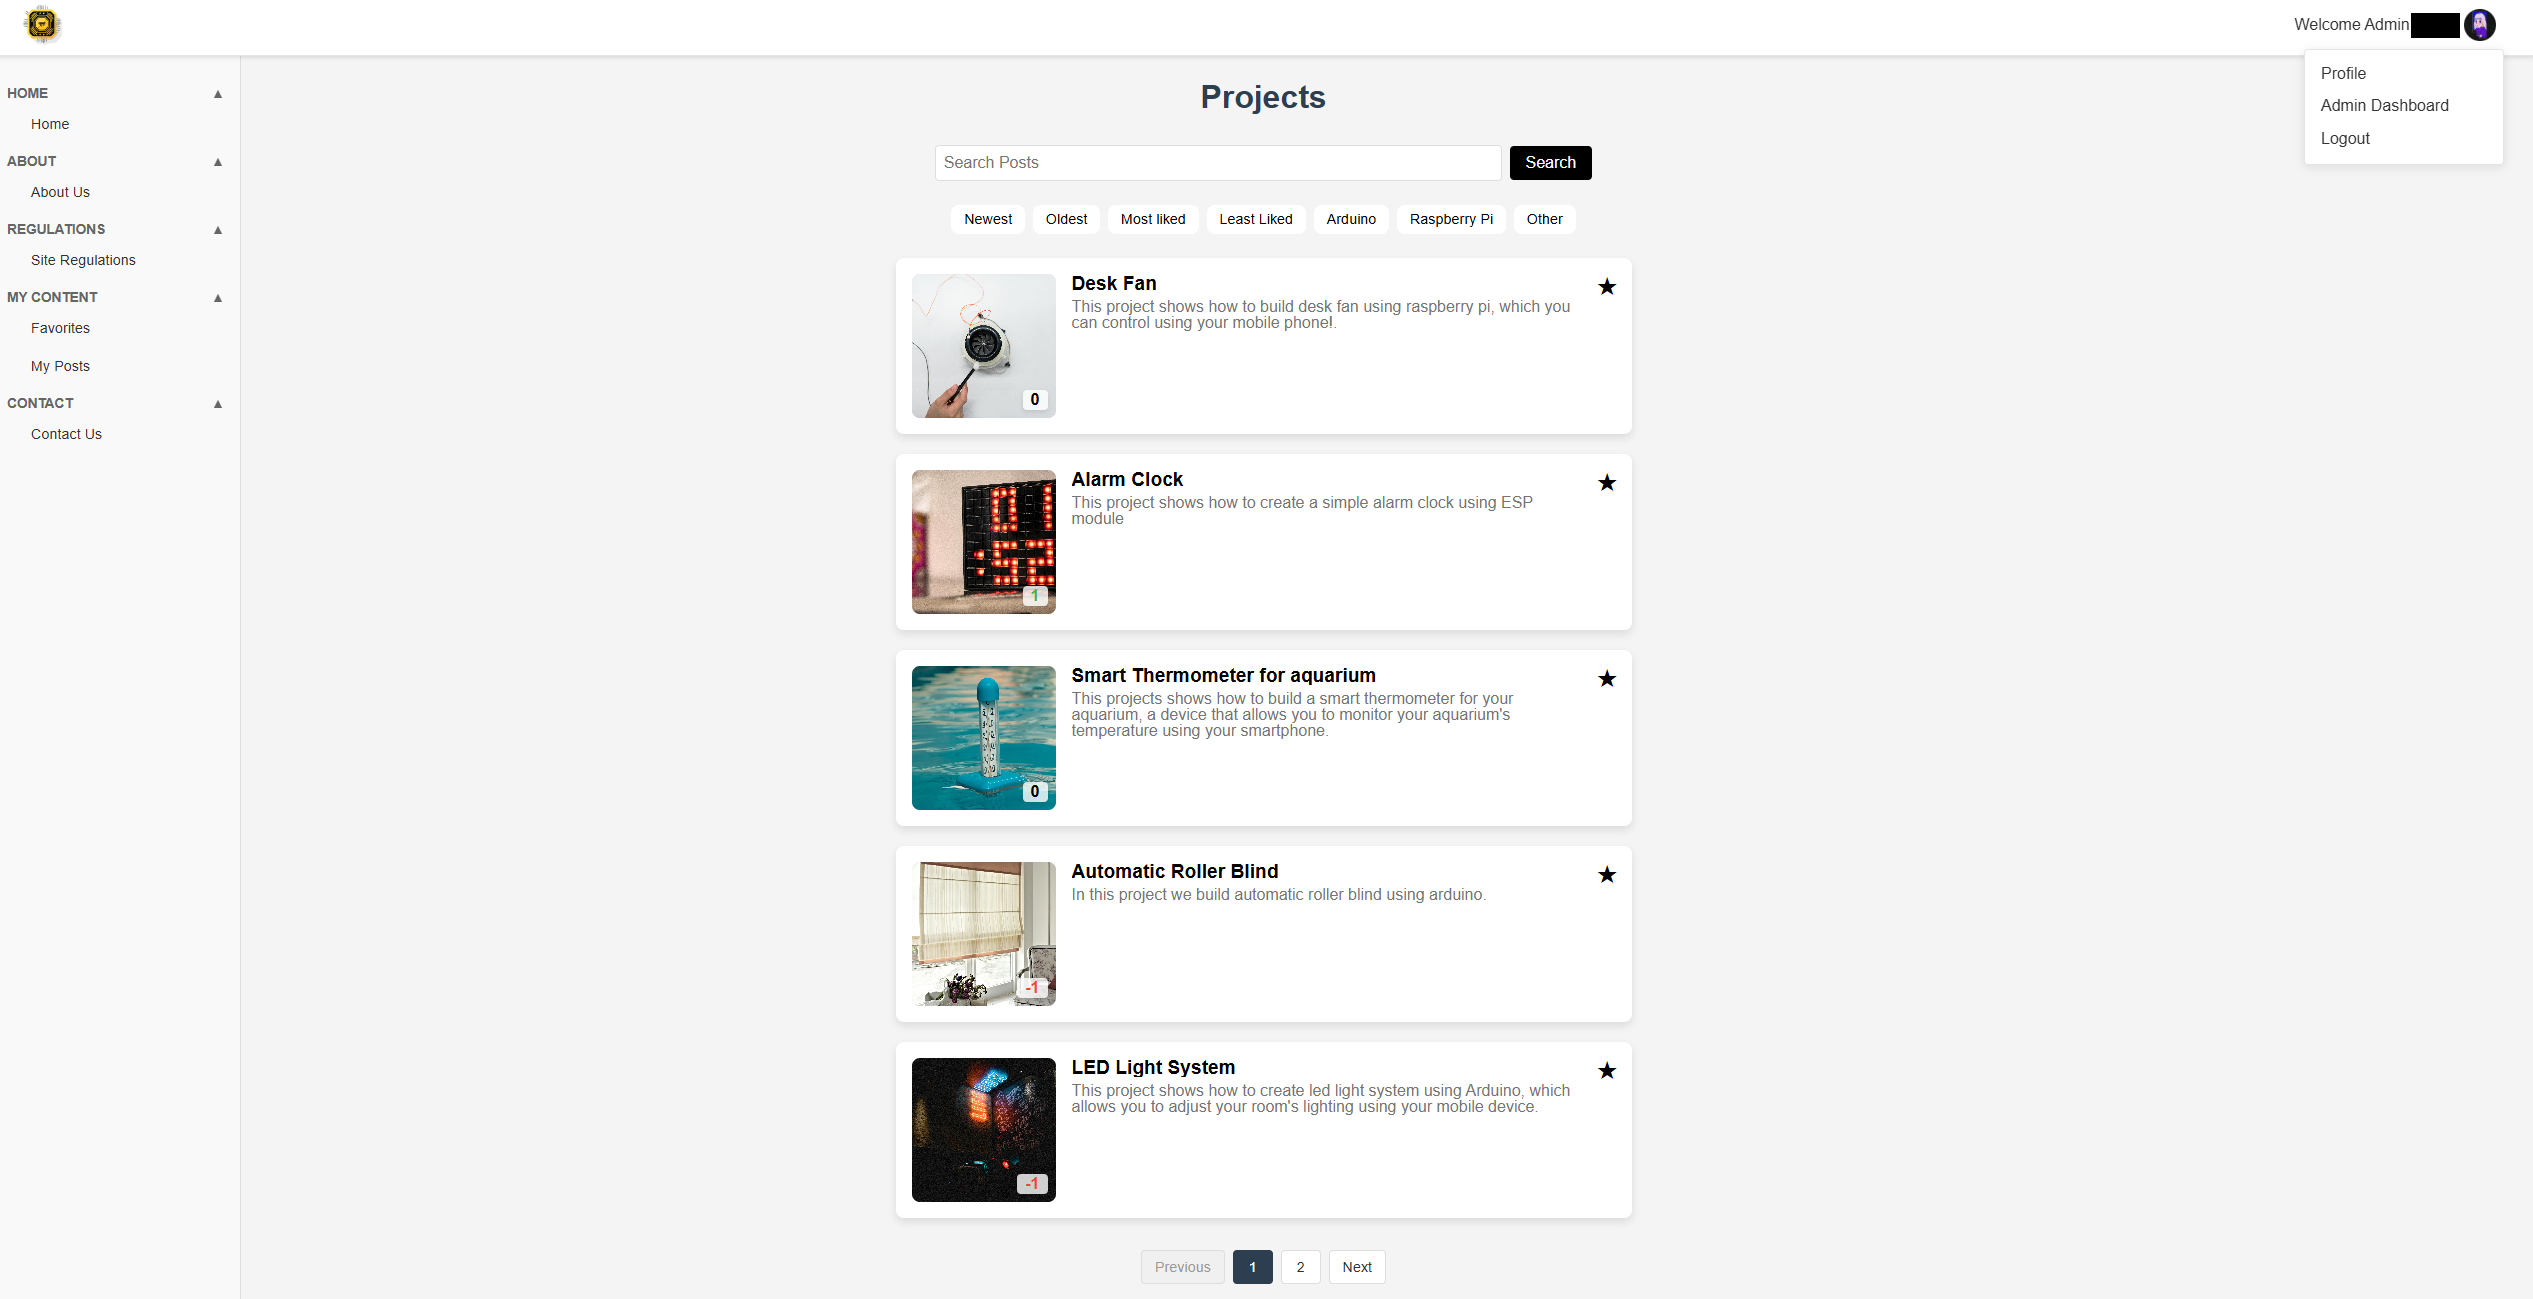 Welcome Admin
Profile
Admin Dashboard
Logout
HOME ▲
Home
ABOUT ▲
About Us
REGULATIONS ▲
Site Regulations
MY CONTENT ▲
Favorites
My Posts
CONTACT ▲
Contact Us
Projects
Search Posts
Search
Newest Oldest Most liked Least Liked Arduino Raspberry Pi Other
Desk Fan ★
This project shows how to build desk fan using raspberry pi, which you
can control using your mobile phone!.
0
Alarm Clock ★
This project shows how to create a simple alarm clock using ESP
module
1
Smart Thermometer for aquarium ★
This projects shows how to build a smart thermometer for your
aquarium, a device that allows you to monitor your aquarium's
temperature using your smartphone.
0
Automatic Roller Blind ★
In this project we build automatic roller blind using arduino.
-1
LED Light System ★
This project shows how to create led light system using Arduino, which
allows you to adjust your room's lighting using your mobile device.
-1
Previous 1 2 Next